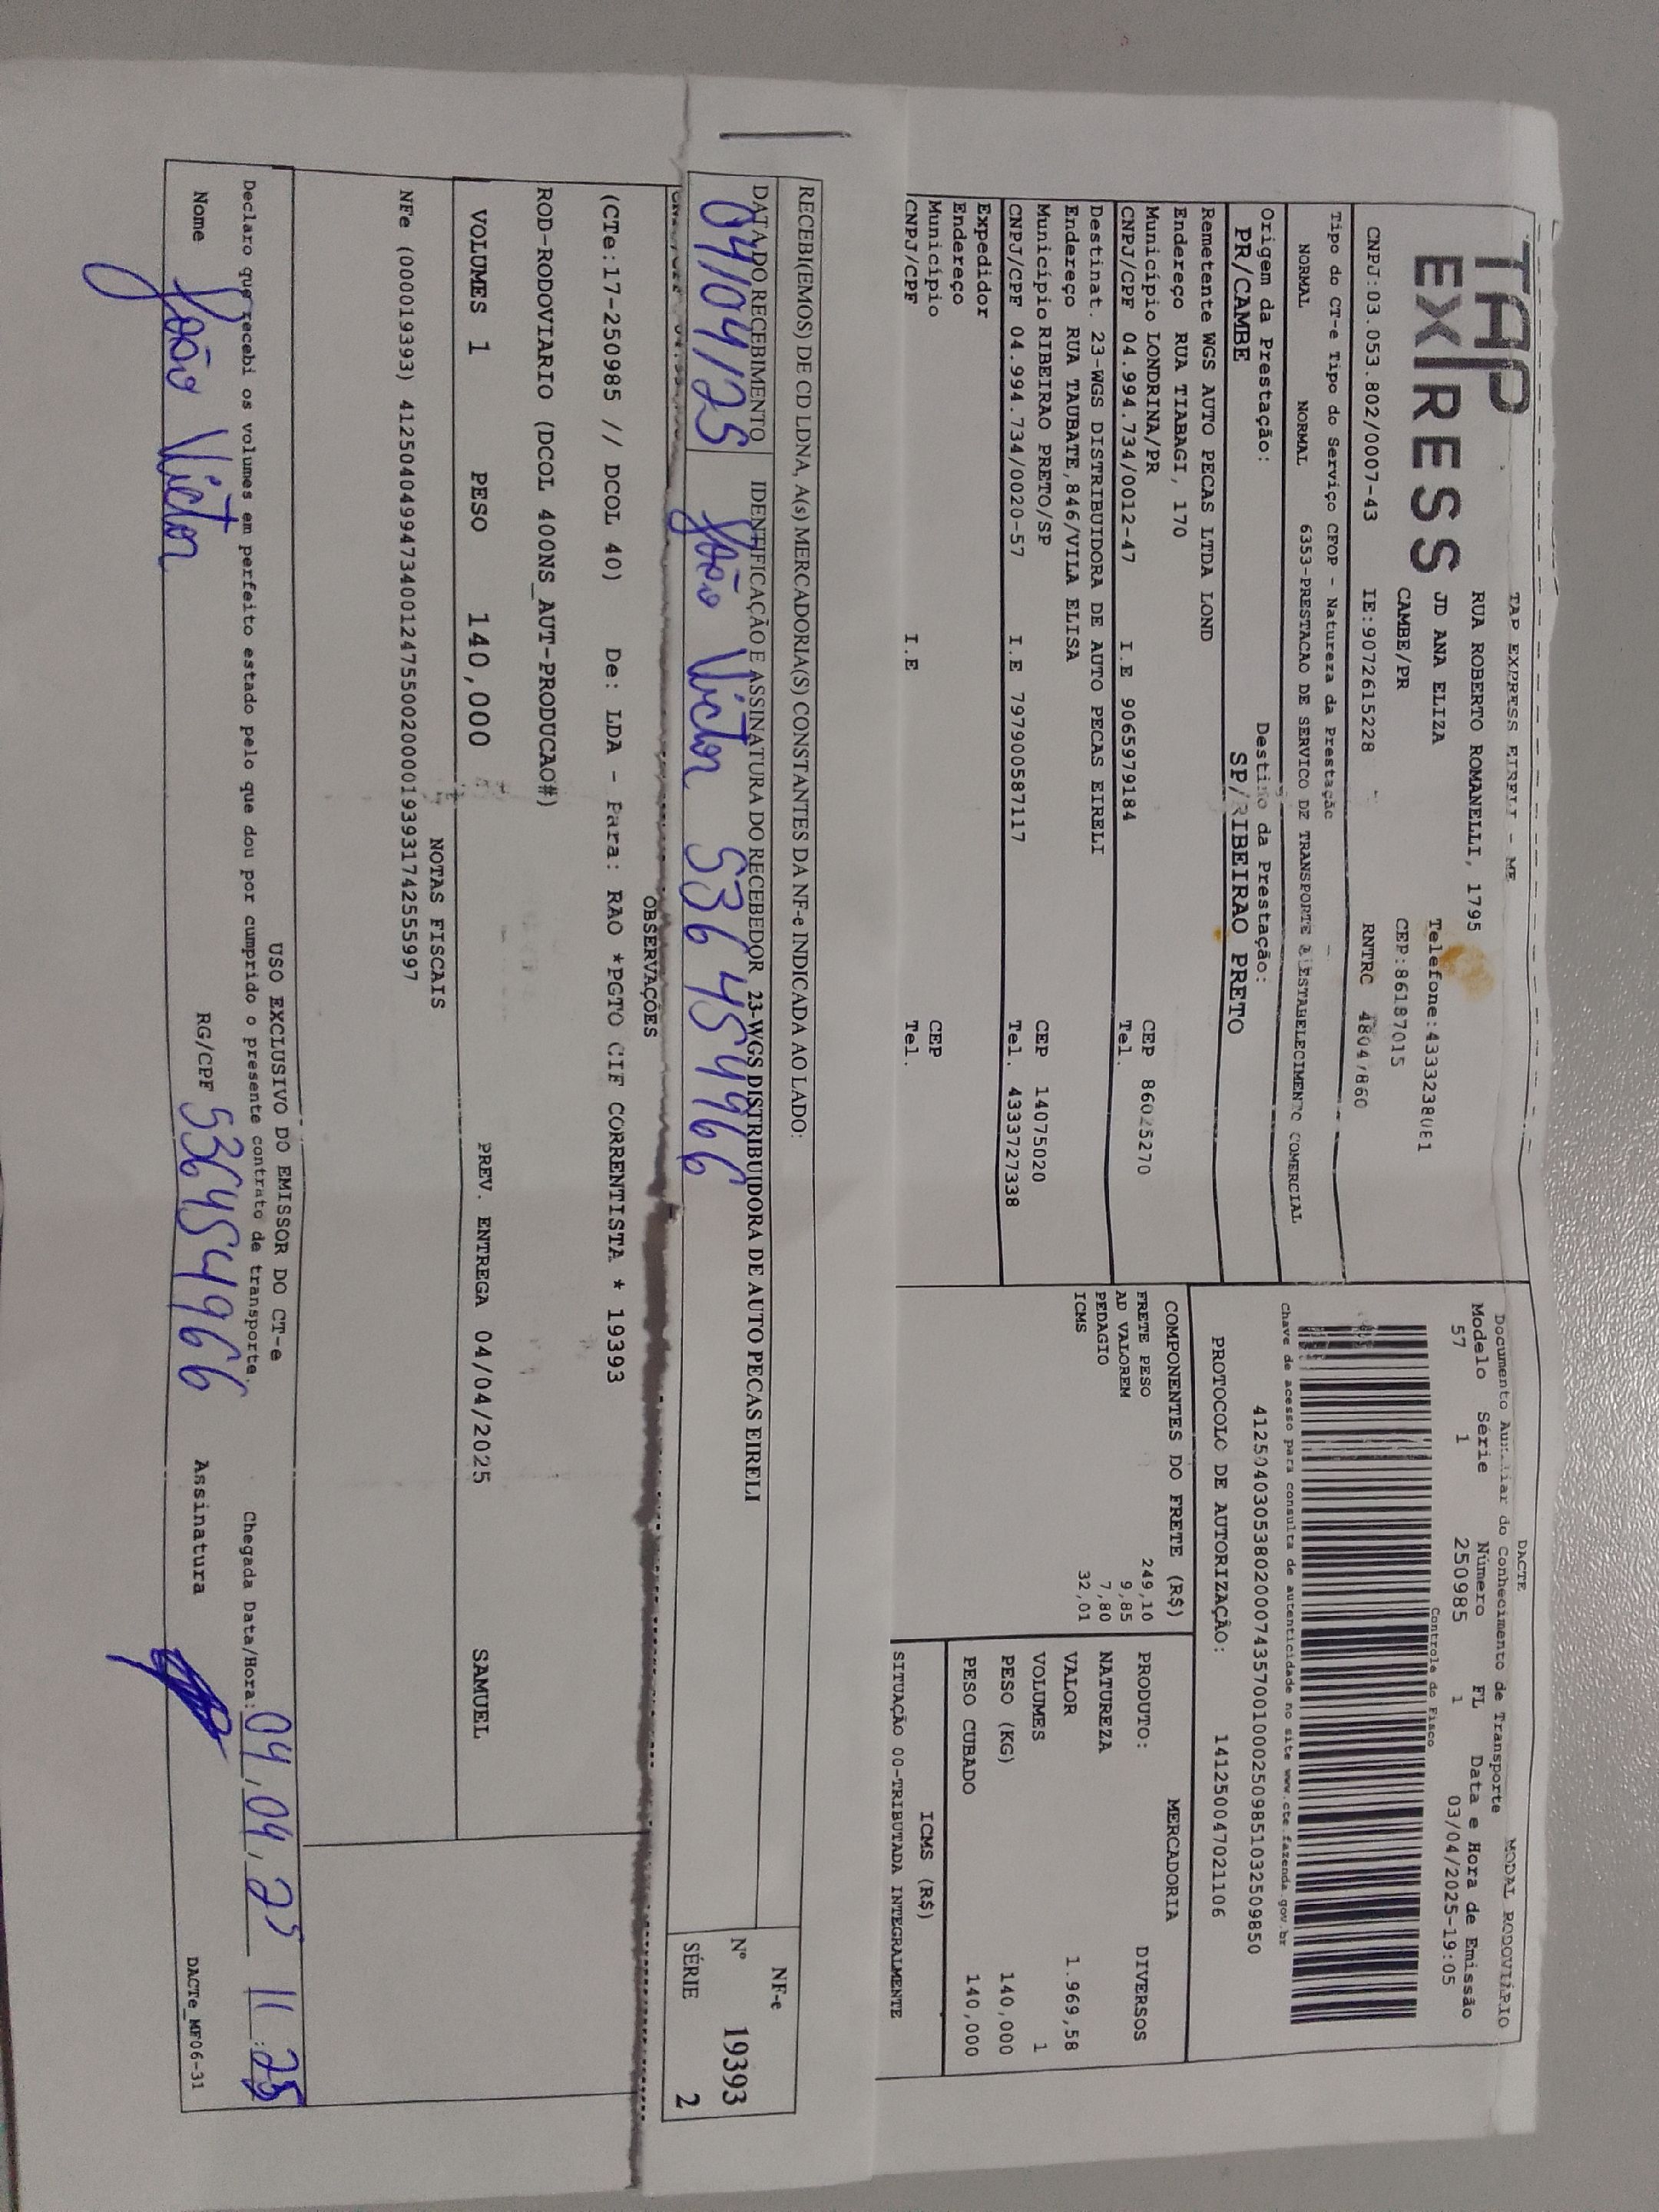 TAP
EXPRESS
TAP EXPRESS EIRELI - ME
RUA ROBERTO ROMANELLI, 1795
JD ANA ELIZA Telefone:4333238081
CAMBE/PR CEP:86187015
CNPJ:03.053.802/0007-43 IE:9072615228 RNTRC 48047860
Tipo do CT-e Tipo do Serviço CFOP - Natureza da Prestação
NORMAL NORMAL 6353-PRESTACAO DE SERVICO DE TRANSPORTE A ESTABELECIMENTO COMERCIAL
Origem da Prestação: Destino da Prestação:
PR/CAMBE SP/RIBEIRAO PRETO
Remetente WGS AUTO PECAS LTDA LOND
Endereço RUA TIABAGI, 170
Município LONDRINA/PR CEP 86025270
CNPJ/CPF 04.994.734/0012-47 I.E 9065979184 Tel.
Destinat. 23-WGS DISTRIBUIDORA DE AUTO PECAS EIRELI
Endereço RUA TAUBATE,846/VILA ELISA
Município RIBEIRAO PRETO/SP CEP 14075020
CNPJ/CPF 04.994.734/0020-57 I.E 797900587117 Tel. 4333727338
Expedidor
Endereço
Município CEP
CNPJ/CPF I.E Tel.
DACTE MODAL RODOVIÁRIO
Documento Auxiliar do Conhecimento de Transporte
Modelo Série Número FL Data e Hora de Emissão
57 1 250985 1 03/04/2025-19:05
Controle do Fisco
Chave de acesso para consulta de autenticidade no site www.cte.fazenda.gov.br
41250403053802000743570010002509851032509850
PROTOCOLO DE AUTORIZAÇÃO: 141250047021106
COMPONENTES DO FRETE (R$)
FRETE PESO 249,10
AD VALOREM 9,85
PEDAGIO 7,80
ICMS 32,01
MERCADORIA
PRODUTO: DIVERSOS
NATUREZA
VALOR 1.969,58
VOLUMES 1
PESO (KG) 140,000
PESO CUBADO 140,000
ICMS (R$)
SITUAÇÃO 00-TRIBUTADA INTEGRALMENTE
RECEBI(EMOS) DE CD LDNA, A(s) MERCADORIA(S) CONSTANTES DA NF-e INDICADA AO LADO:
DATA DO RECEBIMENTO IDENTIFICAÇÃO E ASSINATURA DO RECEBEDOR 23-WGS DISTRIBUIDORA DE AUTO PECAS EIRELI
04/04/25 João Victor 536454966
NF-e
Nº 19393
SÉRIE 2
OBSERVAÇÕES
(CTe:17-250985 // DCOL 40) De: LDA - Para: RAO *PGTO CIF CORRENTISTA * 19393
ROD-RODOVIARIO (DCOL 400NS_AUT-PRODUCAO#)
VOLUMES 1 PESO 140,000 PREV. ENTREGA 04/04/2025 SAMUEL
NOTAS FISCAIS
NFe (000019393) 41250404994734001247550020000193931742555997
USO EXCLUSIVO DO EMISSOR DO CT-e
Declaro que recebi os volumes em perfeito estado pelo que dou por cumprido o presente contrato de transporte. Chegada Data/Hora: 04/04/25 11:25
Nome João Victor RG/CPF 536454966 Assinatura
DACTe_MF06-31